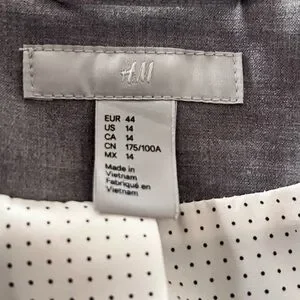 H&M
EUR 44
US 14
CA 14
CN 175/100A
MX 14
Made in
Vietnam
Fabriqué en
Vietnam